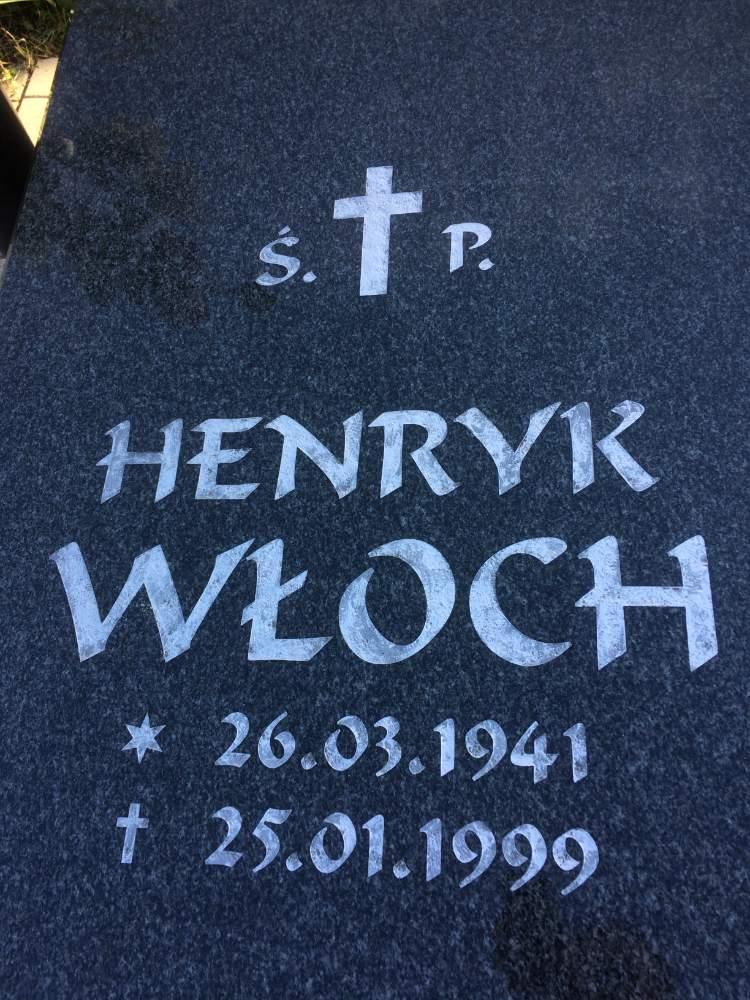 Ś. P.
HENRYK
WŁOCH
26.03.1941
25.01.1999